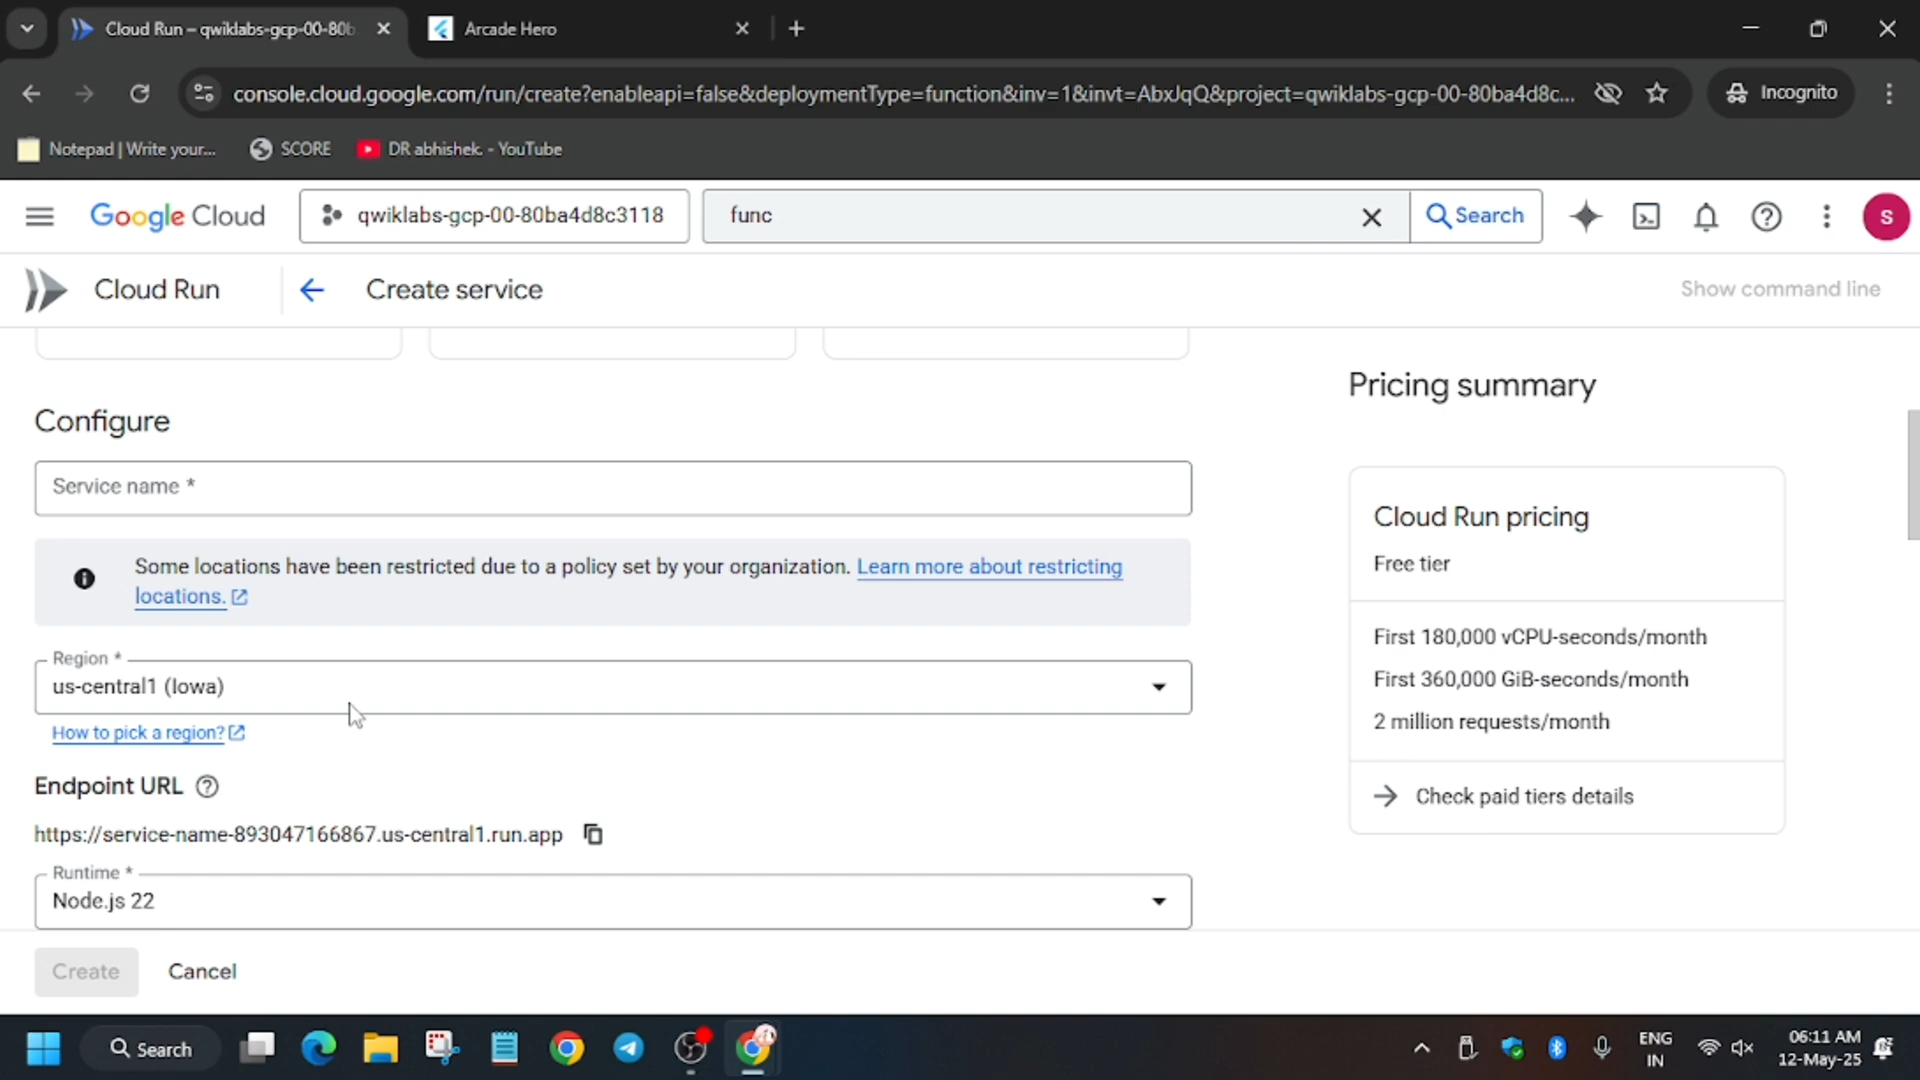 Cloud Run – qwiklabs-gcp-00-80b
Arcade Hero
console.cloud.google.com/run/create?enableapi=false&deploymentType=function&inv=1&invt=AbxJqQ&project=qwiklabs-gcp-00-80ba4d8c...
Incognito
Notepad | Write your...
SCORE
DR abhishek. - YouTube
Google Cloud
qwiklabs-gcp-00-80ba4d8c3118
func
Search
S
Cloud Run
Create service
Show command line
Configure
Service name *
Some locations have been restricted due to a policy set by your organization. Learn more about restricting
locations.
Region *
us-central1 (Iowa)
How to pick a region?
Endpoint URL
https://service-name-893047166867.us-central1.run.app
Runtime *
Node.js 22
Create
Cancel
Pricing summary
Cloud Run pricing
Free tier
First 180,000 vCPU-seconds/month
First 360,000 GiB-seconds/month
2 million requests/month
Check paid tiers details
Search
ENG
IN
06:11 AM
12-May-25